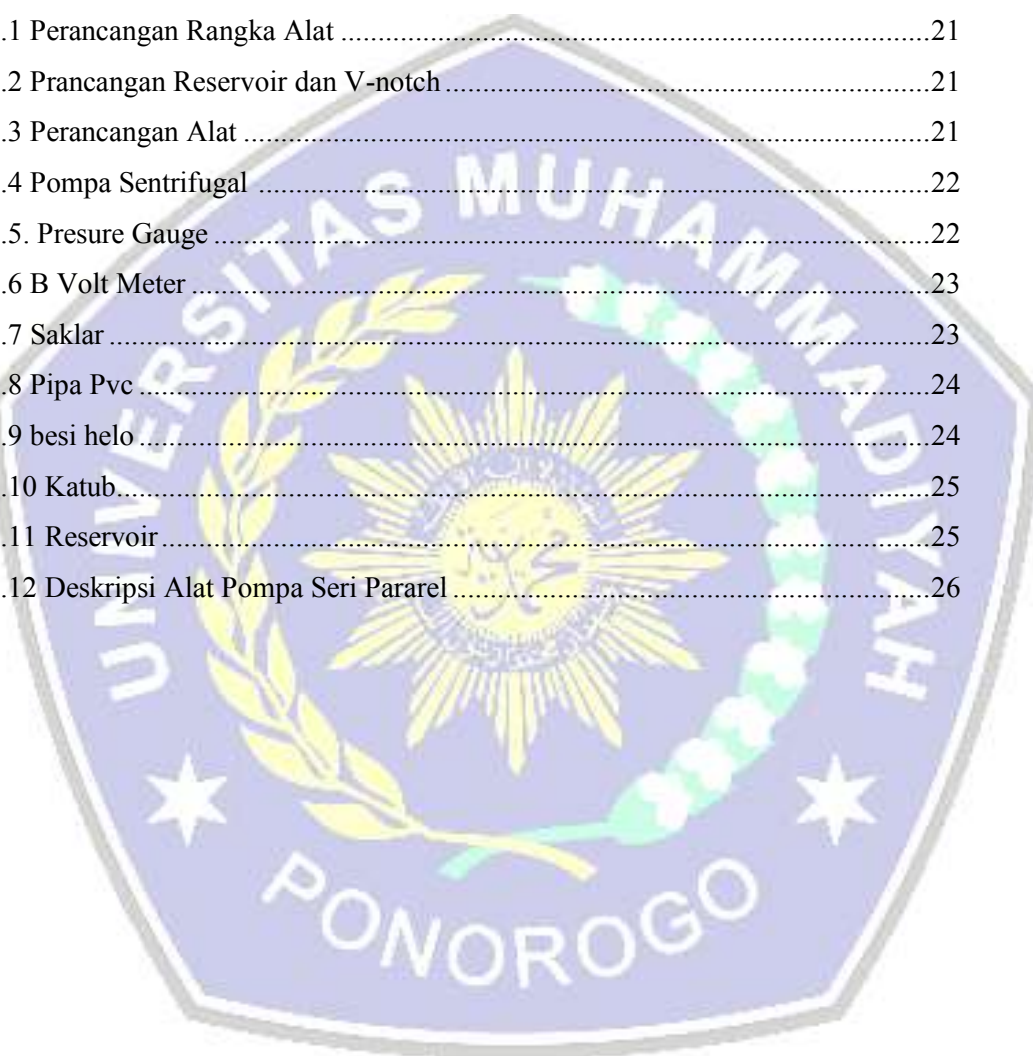 .1 Perancangan Rangka Alat ........................................................................21
.2 Prancangan Reservoir dan V-notch ..........................................................21
.3 Perancangan Alat .....................................................................................21
.4 Pompa Sentrifugal ...................................................................................22
.5. Presure Gauge .........................................................................................22
.6 B Volt Meter ............................................................................................23
.7 Saklar .......................................................................................................23
.8 Pipa Pvc ...................................................................................................24
.9 besi helo ...................................................................................................24
.10 Katub......................................................................................................25
.11 Reservoir ................................................................................................25
.12 Deskripsi Alat Pompa Seri Pararel .........................................................26
UNIVERSITAS MUHAMMADIYAH
PONOROGO